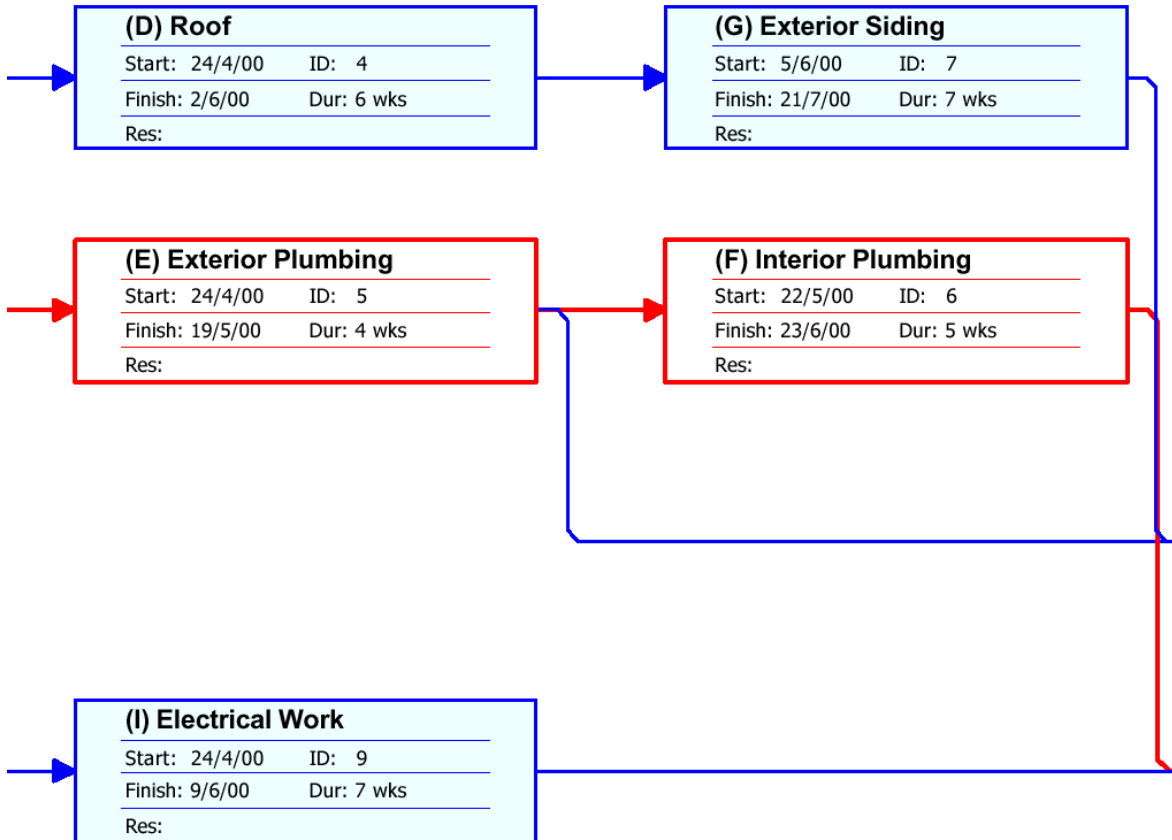 (D) Roof
Start: 24/4/00 ID: 4
Finish: 2/6/00 Dur: 6 wks
Res:
(G) Exterior Siding
Start: 5/6/00 ID: 7
Finish: 21/7/00 Dur: 7 wks
Res:
(E) Exterior Plumbing
Start: 24/4/00 ID: 5
Finish: 19/5/00 Dur: 4 wks
Res:
(F) Interior Plumbing
Start: 22/5/00 ID: 6
Finish: 23/6/00 Dur: 5 wks
Res:
(I) Electrical Work
Start: 24/4/00 ID: 9
Finish: 9/6/00 Dur: 7 wks
Res: